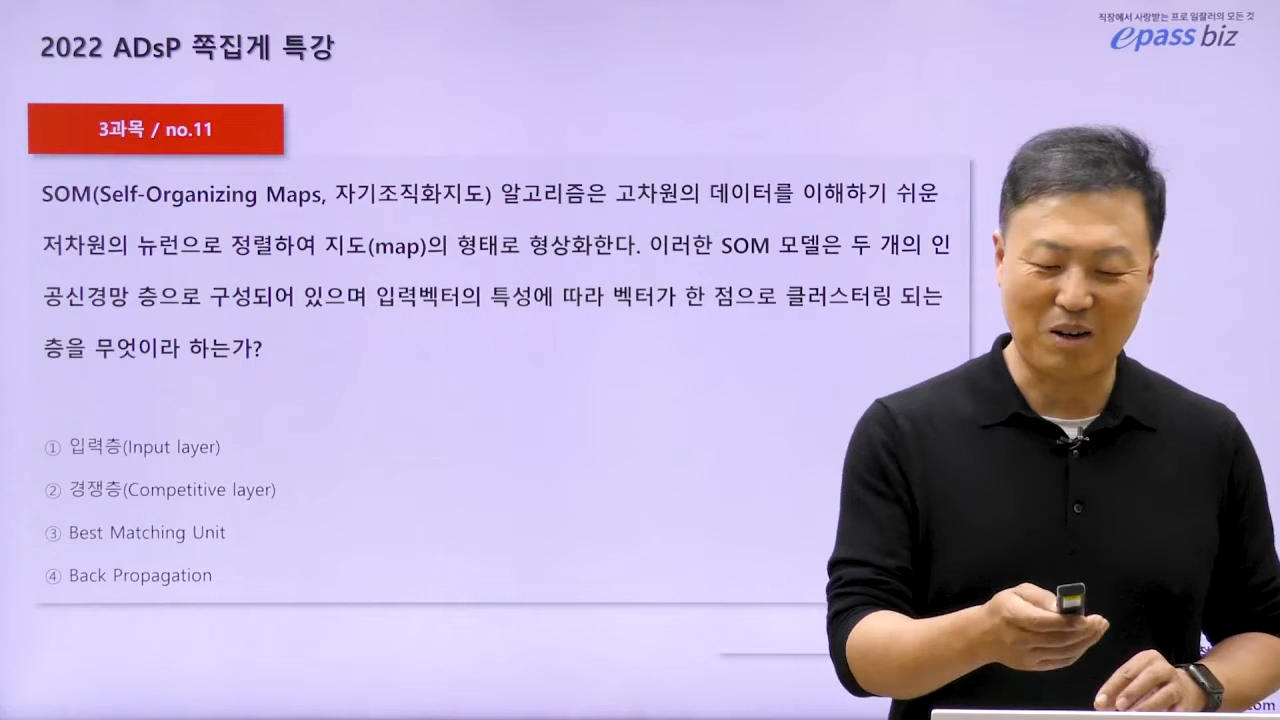 2022 ADsP 쪽집게 특강
직장에서 사랑받는 프로 일잘러의 모든 것
epass biz
3과목 / no.11
SOM(Self-Organizing Maps, 자기조직화지도) 알고리즘은 고차원의 데이터를 이해하기 쉬운
저차원의 뉴런으로 정렬하여 지도(map)의 형태로 형상화한다. 이러한 SOM 모델은 두 개의 인
공신경망 층으로 구성되어 있으며 입력벡터의 특성에 따라 벡터가 한 점으로 클러스터링 되는
층을 무엇이라 하는가?
① 입력층(Input layer)
② 경쟁층(Competitive layer)
③ Best Matching Unit
④ Back Propagation